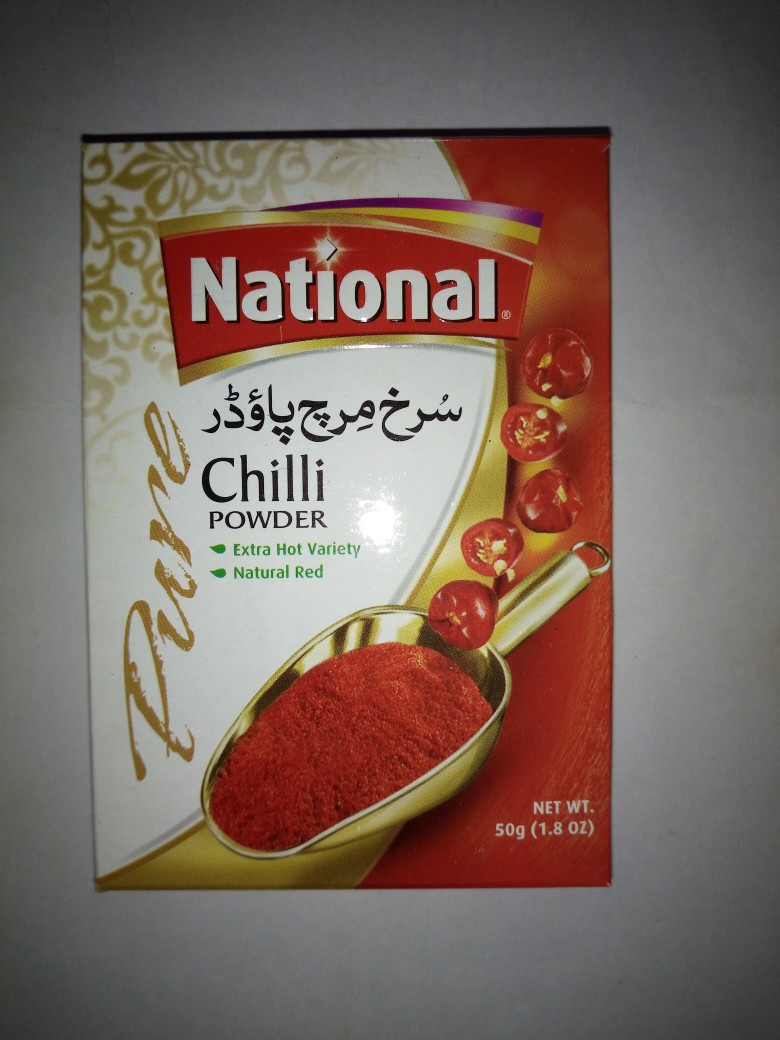 National®
سُرخ مِرچ پاؤڈر
Chilli
POWDER
Extra Hot Variety
Natural Red
Pure
NET WT.
50g (1.8 OZ)